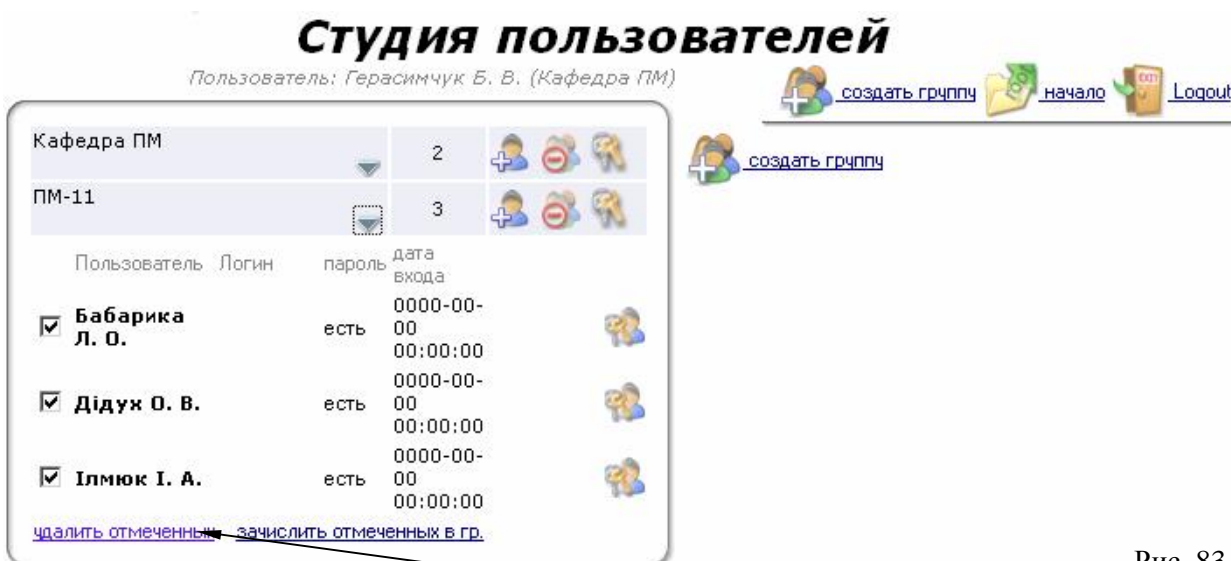 Студия пользователей
Пользователь: Герасимчук Б. В. (Кафедра ПМ)
создать группу начало Logout
Кафедра ПМ 2
создать группу
ПМ-11 3
Пользователь Логин пароль дата
входа
Бабарика
Л. О.
есть
0000-00-
00
00:00:00
Дідух О. В.
есть
0000-00-
00
00:00:00
Ілмюк І. А.
есть
0000-00-
00
00:00:00
удалить отмеченных зачислить отмеченных в гр.
Рис. 83